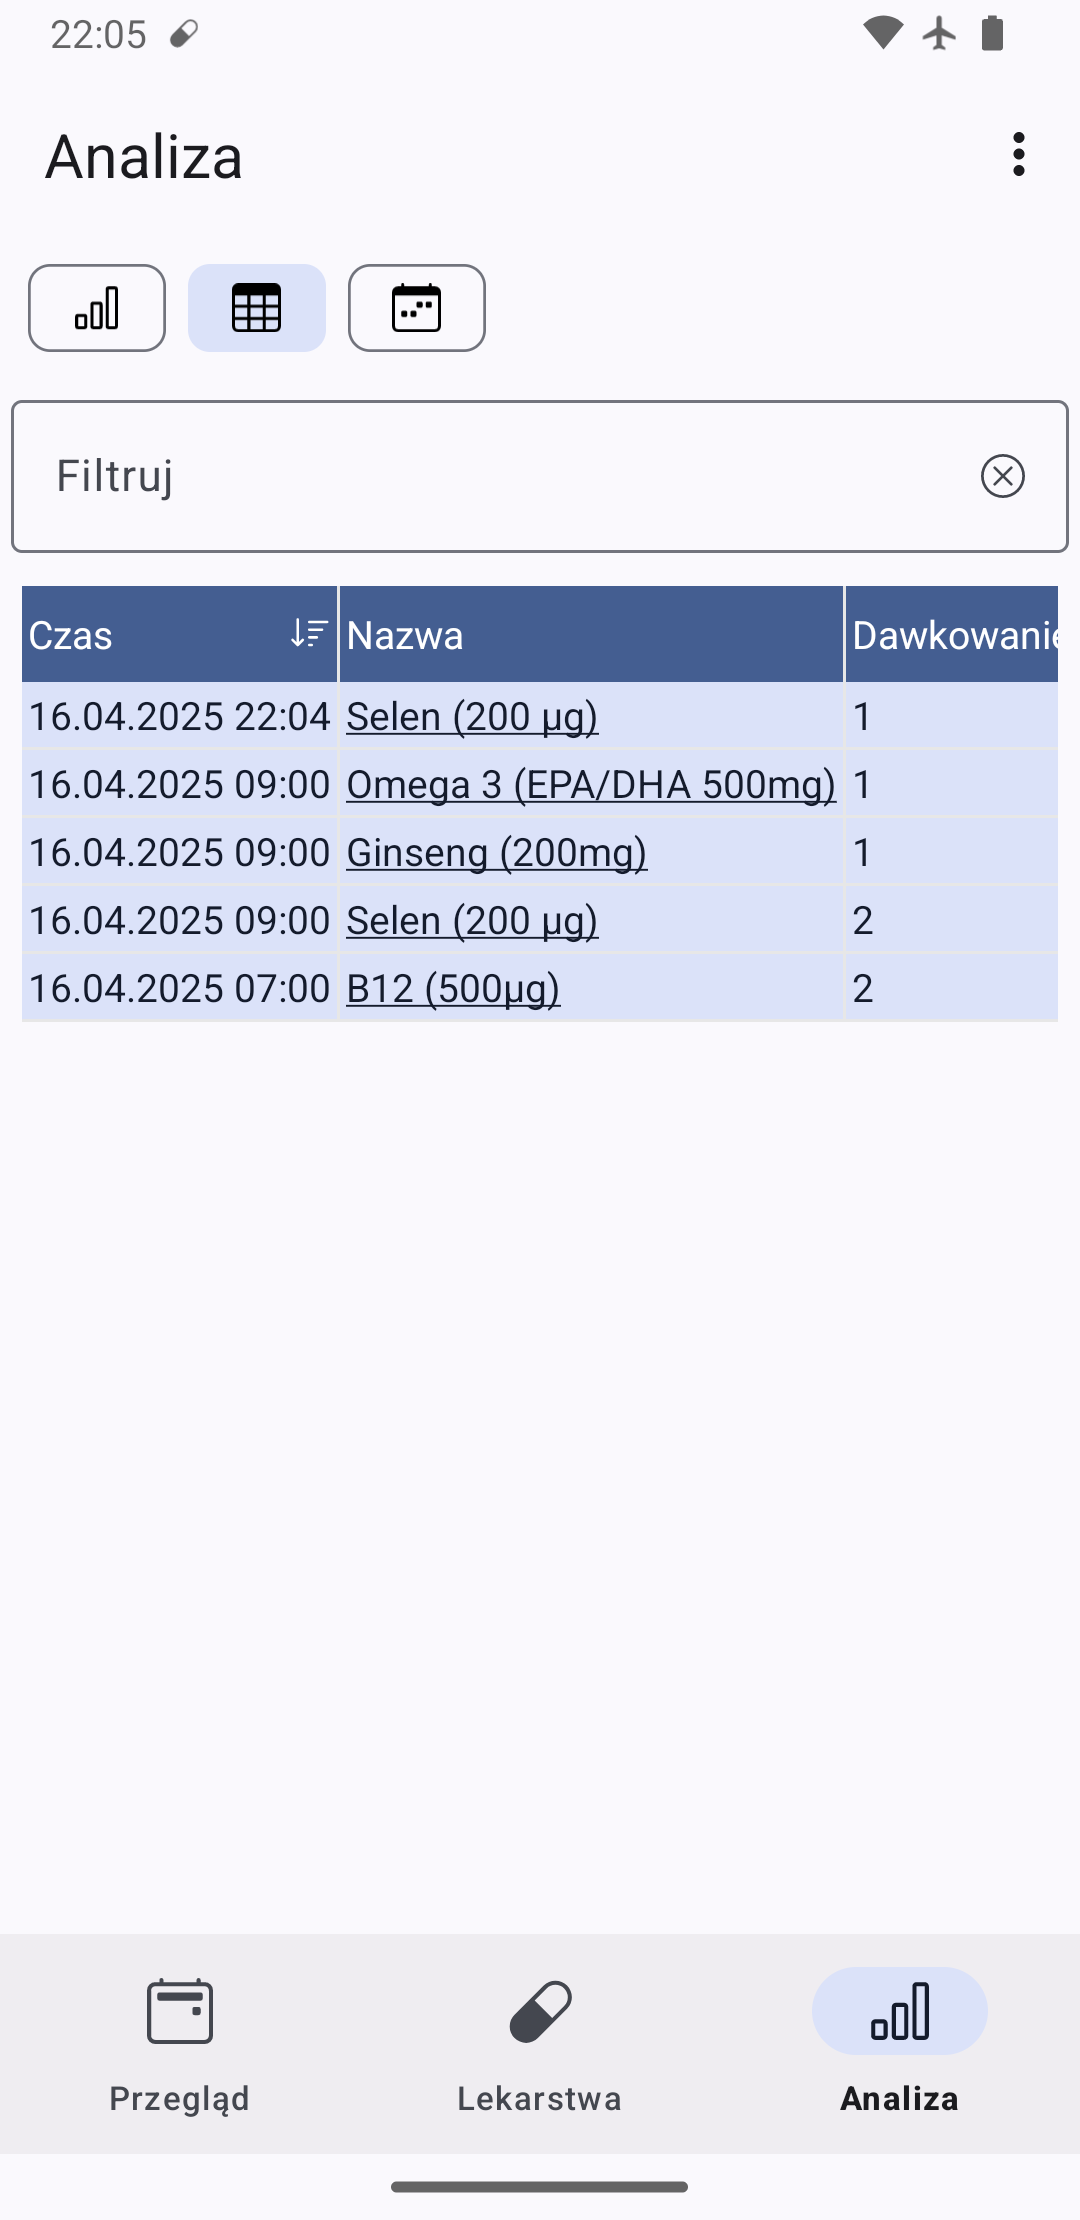 22:05
Analiza
Filtruj
Czas Nazwa Dawkowanie
16.04.2025 22:04 Selen (200 µg) 1
16.04.2025 09:00 Omega 3 (EPA/DHA 500mg) 1
16.04.2025 09:00 Ginseng (200mg) 1
16.04.2025 09:00 Selen (200 µg) 2
16.04.2025 07:00 B12 (500µg) 2
Przegląd Lekarstwa Analiza